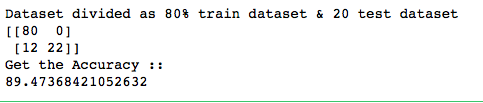 Dataset divided as 80% train dataset & 20 test dataset
[[80  0]
 [12 22]]
Get the Accuracy ::
89.47368421052632